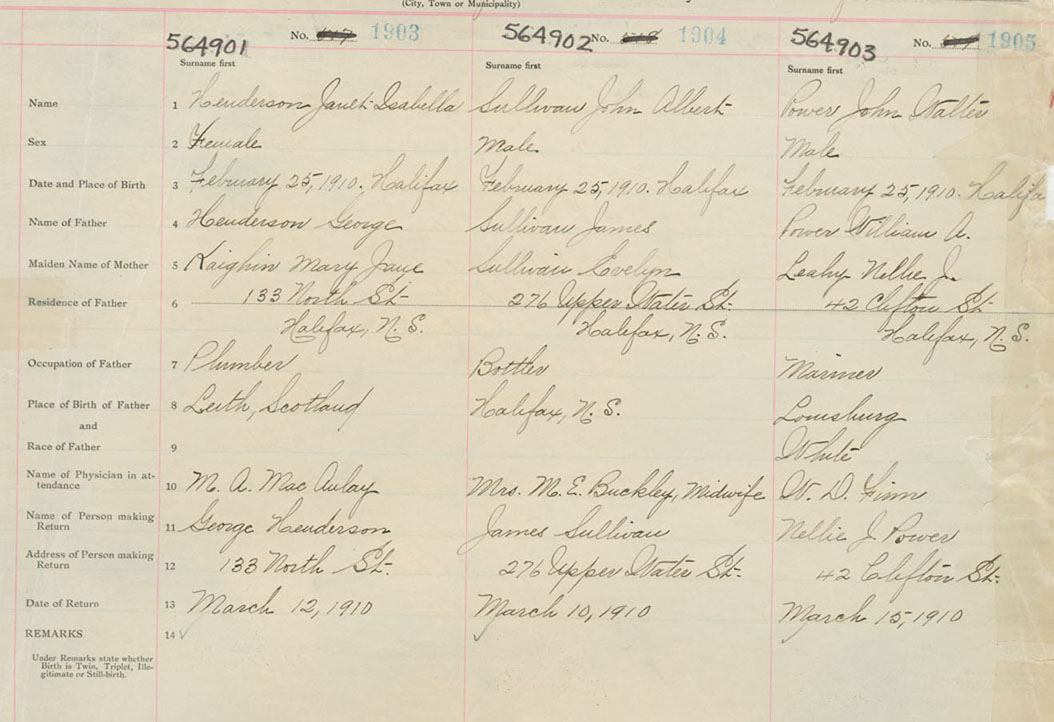 (City, Town or Municipality)
564901 No. 1903 564902 No. 1904 564903 No. 1905
Surname first Surname first Surname first
Name 1 Henderson Janet Isabella Sullivan John Albert Power John Walter
Sex 2 Female Male Male
Date and Place of Birth 3 February 25, 1910. Halifax February 25, 1910. Halifax February 25, 1910. Halifa
Name of Father 4 Henderson George Sullivan James Power William A.
Maiden Name of Mother 5 Kaighin Mary Jane Sullivan Evelyn Leahy Nellie J.
Residence of Father 6 133 North St. 276 Upper Water St. 42 Clifton St.
Halifax, N. S. Halifax, N. S. Halifax, N. S.
Occupation of Father 7 Plumber Bottler Mariner
Place of Birth of Father 8 Leith, Scotland Halifax, N. S. Louisburg
and
Race of Father 9 White
Name of Physician in at-
tendance 10 M. A. MacAulay Mrs. M. E. Buckley, Midwife W. D. Finn
Name of Person making
Return 11 George Henderson James Sullivan Nellie J. Power
Address of Person making
Return 12 133 North St. 276 Upper Water St. 42 Clifton St.
Date of Return 13 March 12, 1910 March 10, 1910 March 15, 1910
REMARKS 14
Under Remarks state whether
Birth is Twin, Triplet, Ille-
gitimate or Still-birth.